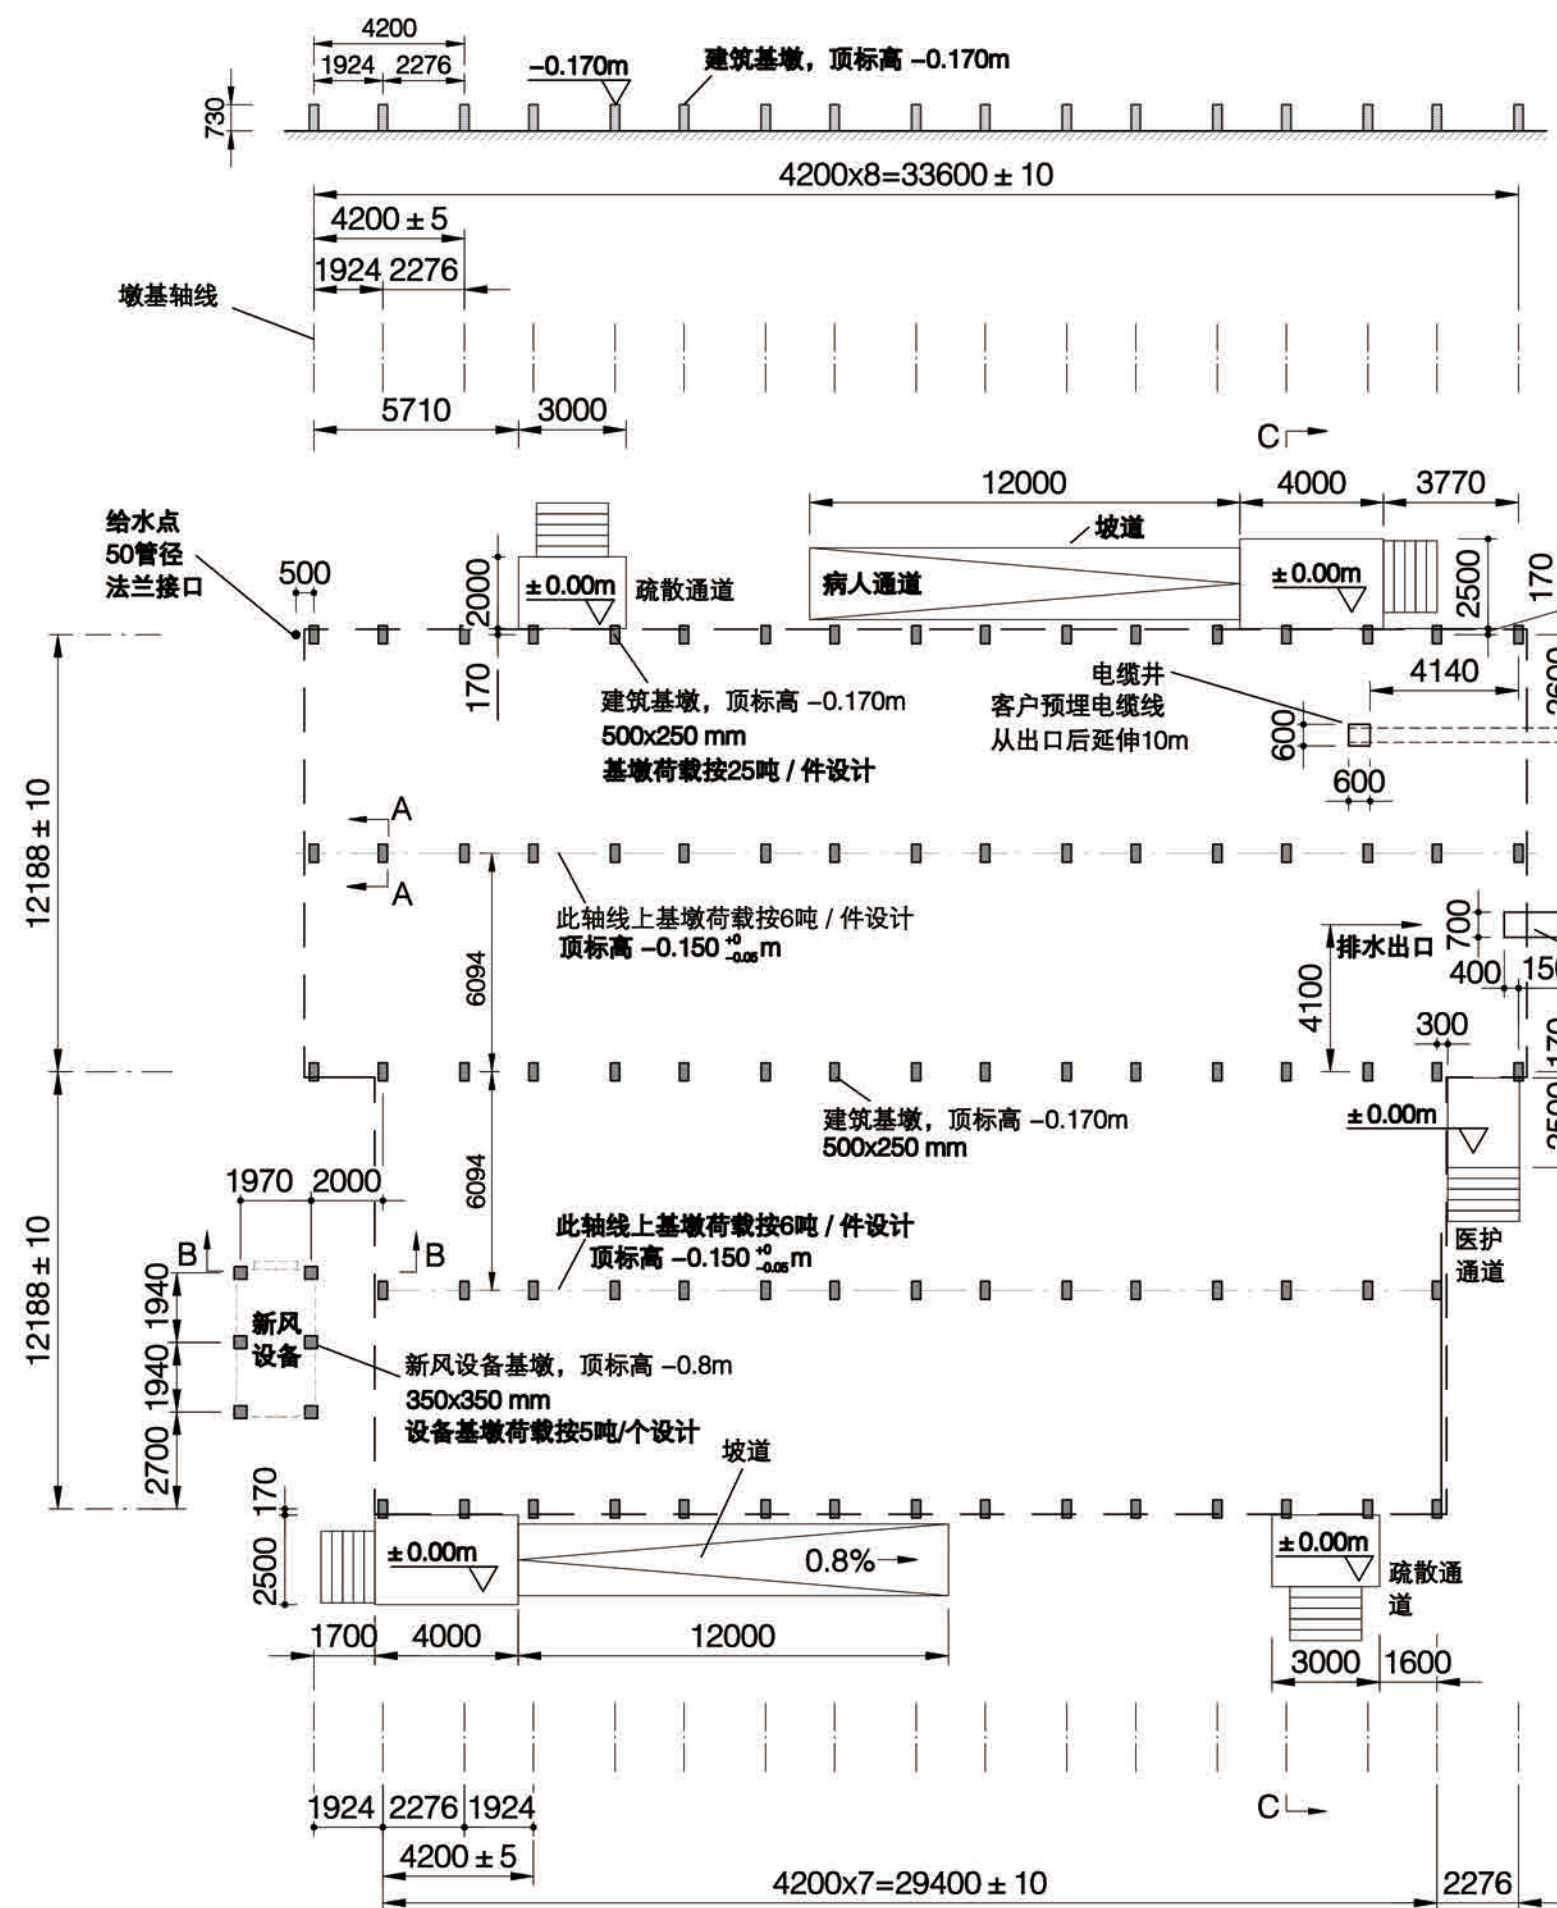 4200
1924 2276
-0.170m
建筑基墩，顶标高 -0.170m
730
4200x8=33600 ± 10
4200 ± 5
1924 2276
墩基轴线
5710
3000
C
12000
4000
3770
给水点
50管径
法兰接口
500
2000
± 0.00m
疏散通道
坡道
病人通道
± 0.00m
2500
170
170
建筑基墩，顶标高 -0.170m
500x250 mm
基墩荷载按25吨 / 件设计
电缆井
客户预埋电缆线
从出口后延伸10m
4140
2600
600
600
12188 ± 10
A
A
此轴线上基墩荷载按6吨 / 件设计
顶标高 -0.150 +0 -0.05 m
6094
排水出口
700
400
4100
300
170
建筑基墩，顶标高 -0.170m
500x250 mm
± 0.00m
2500
医护
通道
12188 ± 10
1970 2000
B
B
6094
此轴线上基墩荷载按6吨 / 件设计
顶标高 -0.150 +0 -0.05 m
1940
1940
2700
新风
设备
新风设备基墩，顶标高 -0.8m
350x350 mm
设备基墩荷载按5吨/个设计
坡道
170
2500
± 0.00m
0.8%
± 0.00m
疏散通
道
1700
4000
12000
3000
1600
C
1924 2276 1924
4200 ± 5
4200x7=29400 ± 10
2276